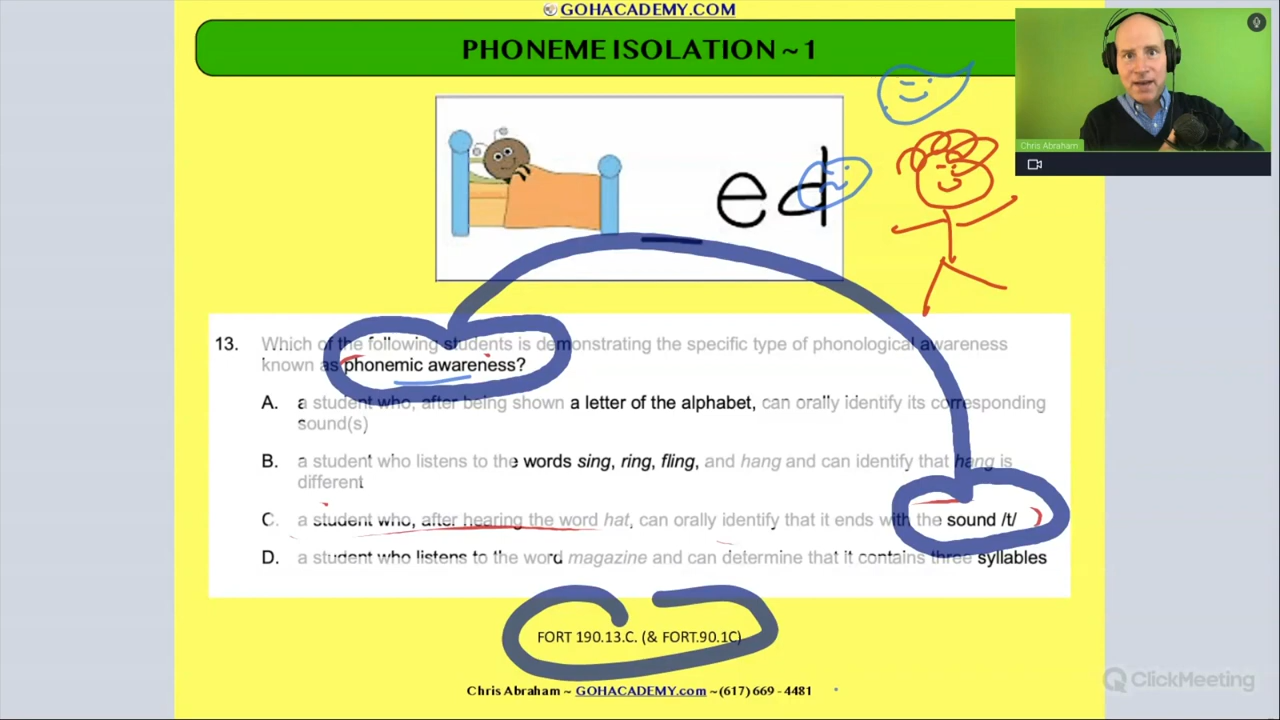 GOHACADEMY.COM
PHONEME ISOLATION ~ 1
Chris Abraham
ed
13. Which of the following students is demonstrating the specific type of phonological awareness
known as phonemic awareness?
A. a student who, after being shown a letter of the alphabet, can orally identify its corresponding
sound(s)
B. a student who listens to the words sing, ring, fling, and hang and can identify that hang is
different
C. a student who, after hearing the word hat, can orally identify that it ends with the sound /t/
D. a student who listens to the word magazine and can determine that it contains three syllables
FORT 190.13.C. (& FORT.90.1C)
Chris Abraham ~ GOHACADEMY.com ~(617) 669 - 4481
ClickMeeting